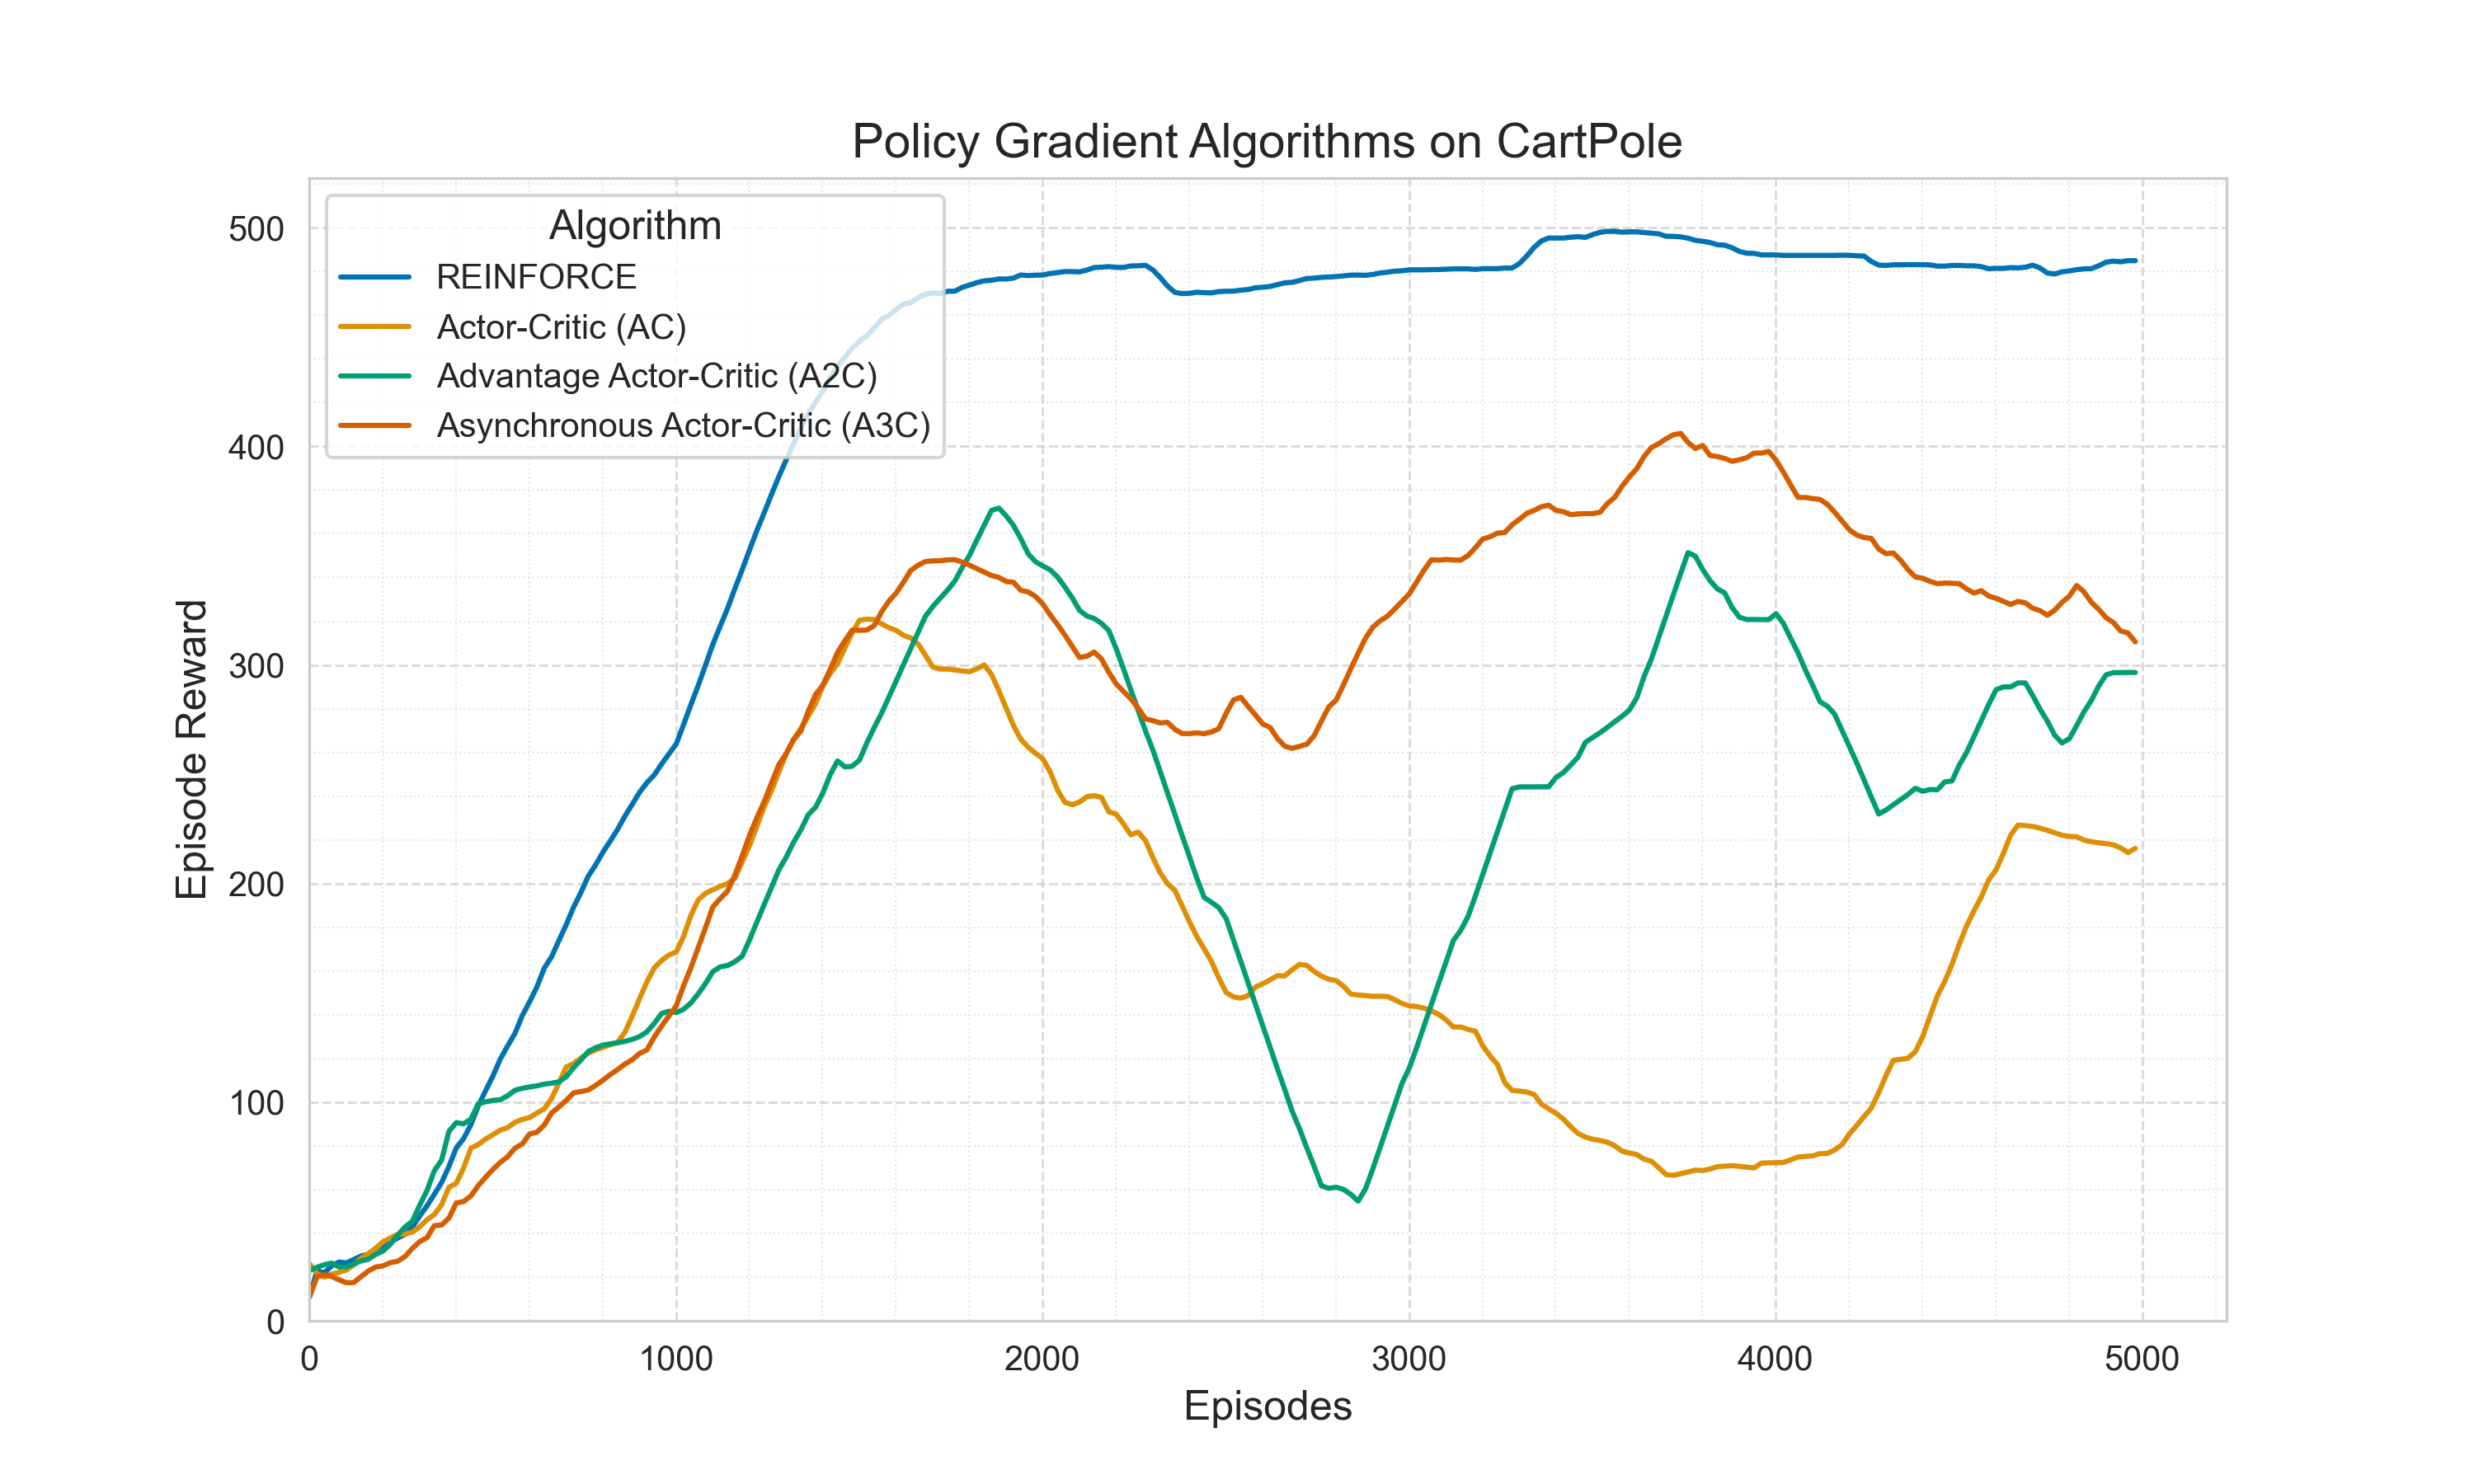 Policy Gradient Algorithms on CartPole
Algorithm
REINFORCE
Actor-Critic (AC)
Advantage Actor-Critic (A2C)
Asynchronous Actor-Critic (A3C)
Episode Reward
500
400
300
200
100
0
0 1000 2000 3000 4000 5000
Episodes